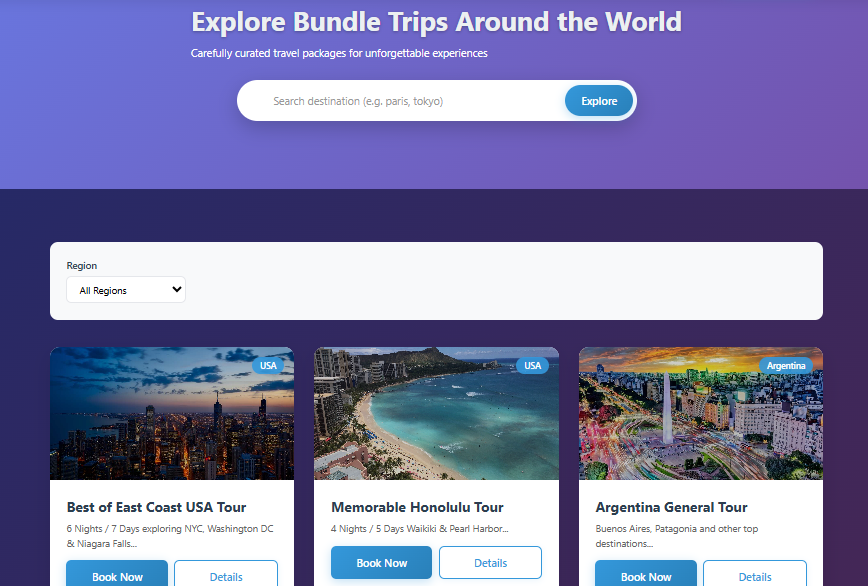 Explore Bundle Trips Around the World
Carefully curated travel packages for unforgettable experiences
Search destination (e.g. paris, tokyo)
Explore
Region
All Regions
USA
USA
Argentina
Best of East Coast USA Tour
6 Nights / 7 Days exploring NYC, Washington DC
& Niagara Falls...
Book Now
Details
Memorable Honolulu Tour
4 Nights / 5 Days Waikiki & Pearl Harbor...
Book Now
Details
Argentina General Tour
Buenos Aires, Patagonia and other top
destinations...
Book Now
Details